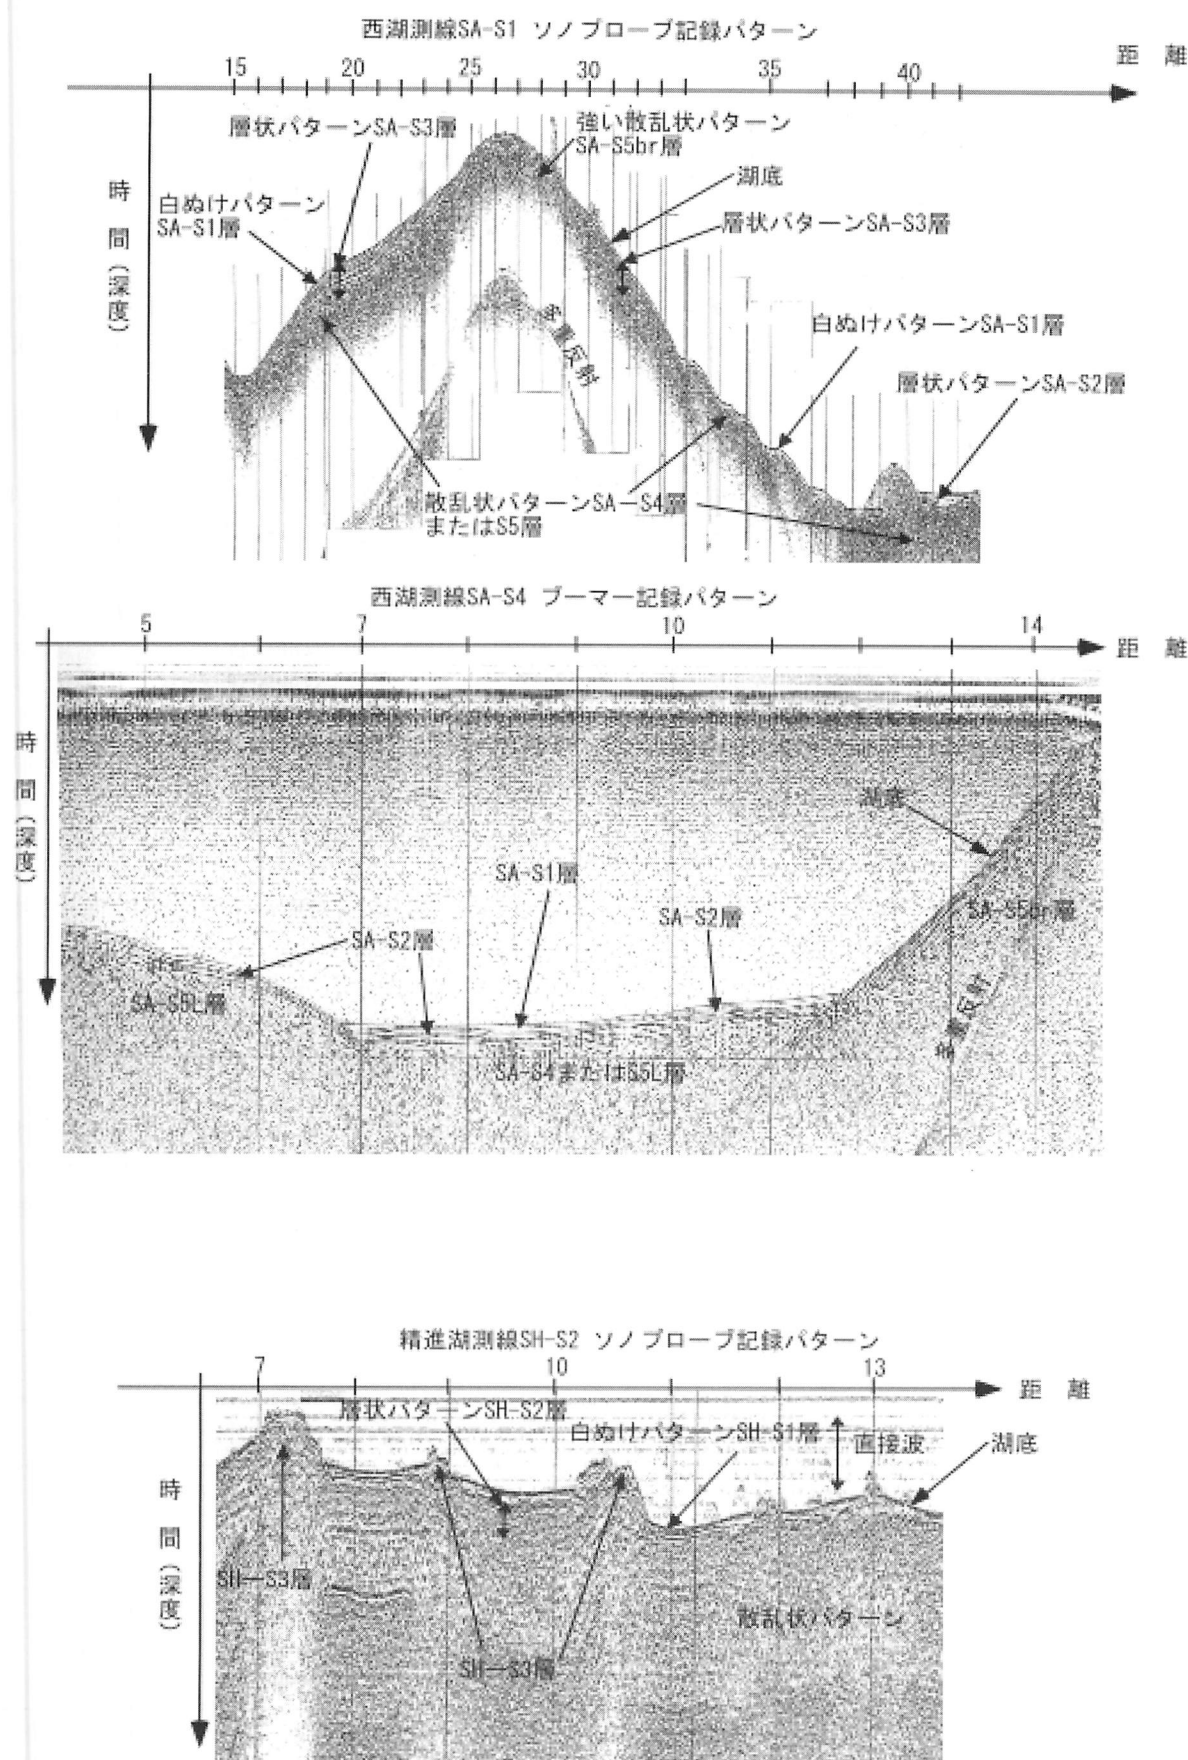 西湖測線SA-S1 ソノプローブ記録パターン
距 離
15 20 25 30 35 40
層状パターンSA-S3層
強い散乱状パターン
SA-S5br層
湖底
時間(深度)
白ぬけパターン
SA-S1層
層状パターンSA-S3層
多重反射
白ぬけパターンSA-S1層
層状パターンSA-S2層
散乱状パターンSA-S4層
またはS5層
西湖測線SA-S4 ブーマー記録パターン
5 7 10 14
距 離
時間(深度)
湖底
SA-S1層
SA-S2層
SA-S5br層
SA-S2層
SA-S5L層
多重反射
SA-S4またはS5L層
精進湖測線SH-S2 ソノプローブ記録パターン
7 10 13
距 離
層状パターンSH-S2層
白ぬけパターンSH-S1層
直接波
湖底
時間(深度)
SH-S3層
散乱状パターン
SH-S3層